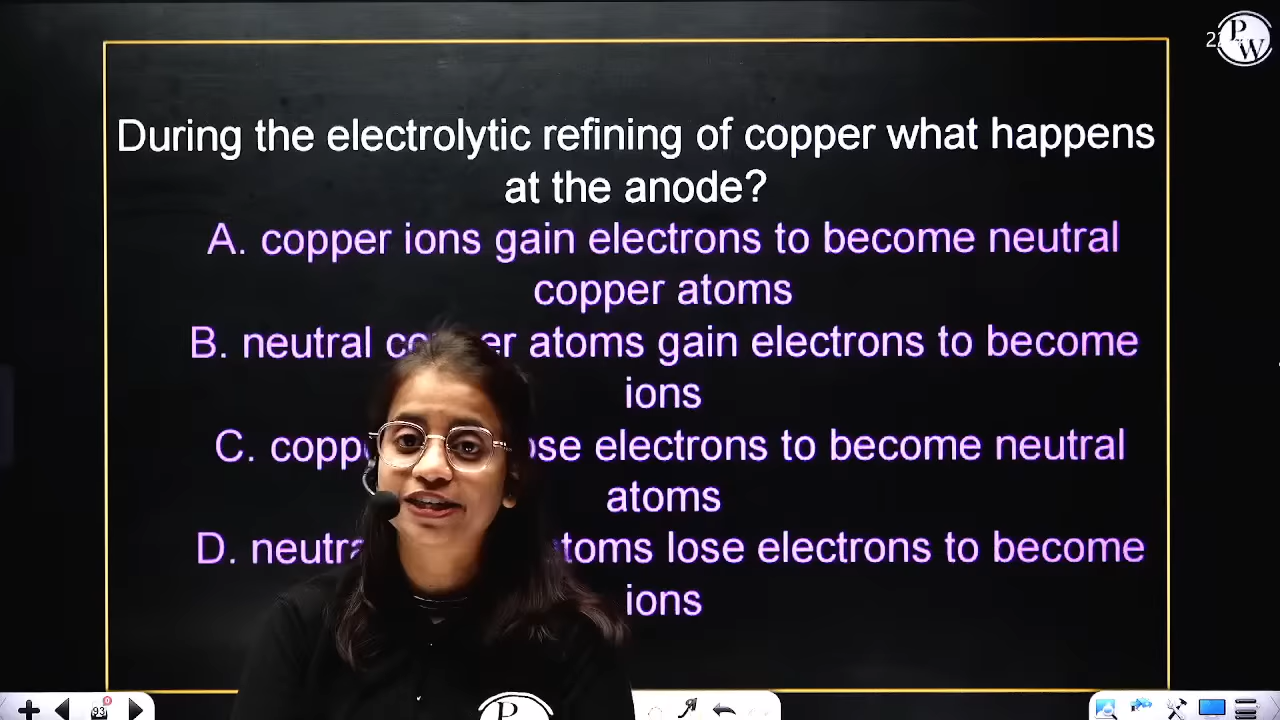 During the electrolytic refining of copper what happens
at the anode?
A. copper ions gain electrons to become neutral
copper atoms
B. neutral atoms gain electrons to become
ions
C. electrons to become neutral
atoms
D. lose electrons to become
ions
P
W
93
P